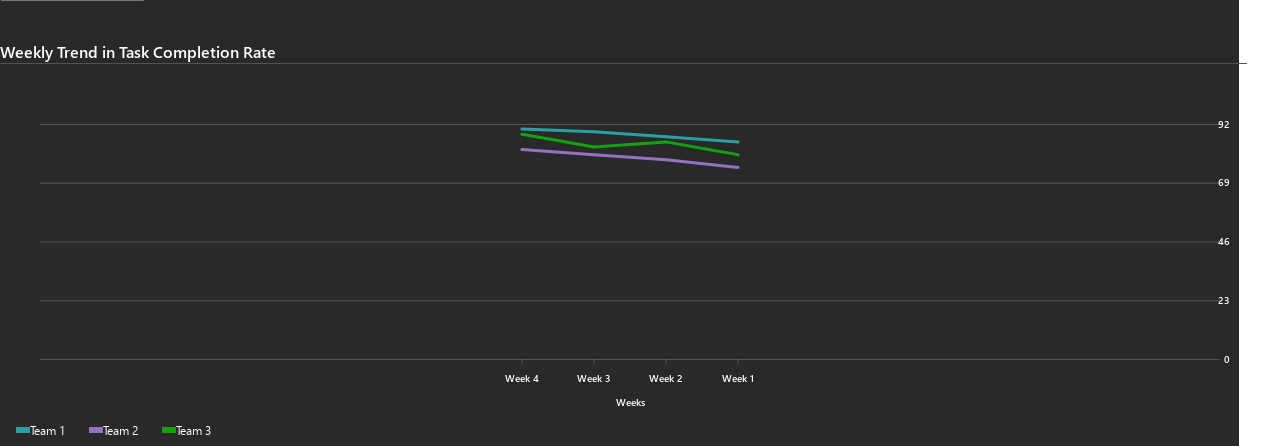 Weekly Trend in Task Completion Rate
92
69
46
23
0
Week 4 Week 3 Week 2 Week 1
Weeks
Team 1 Team 2 Team 3